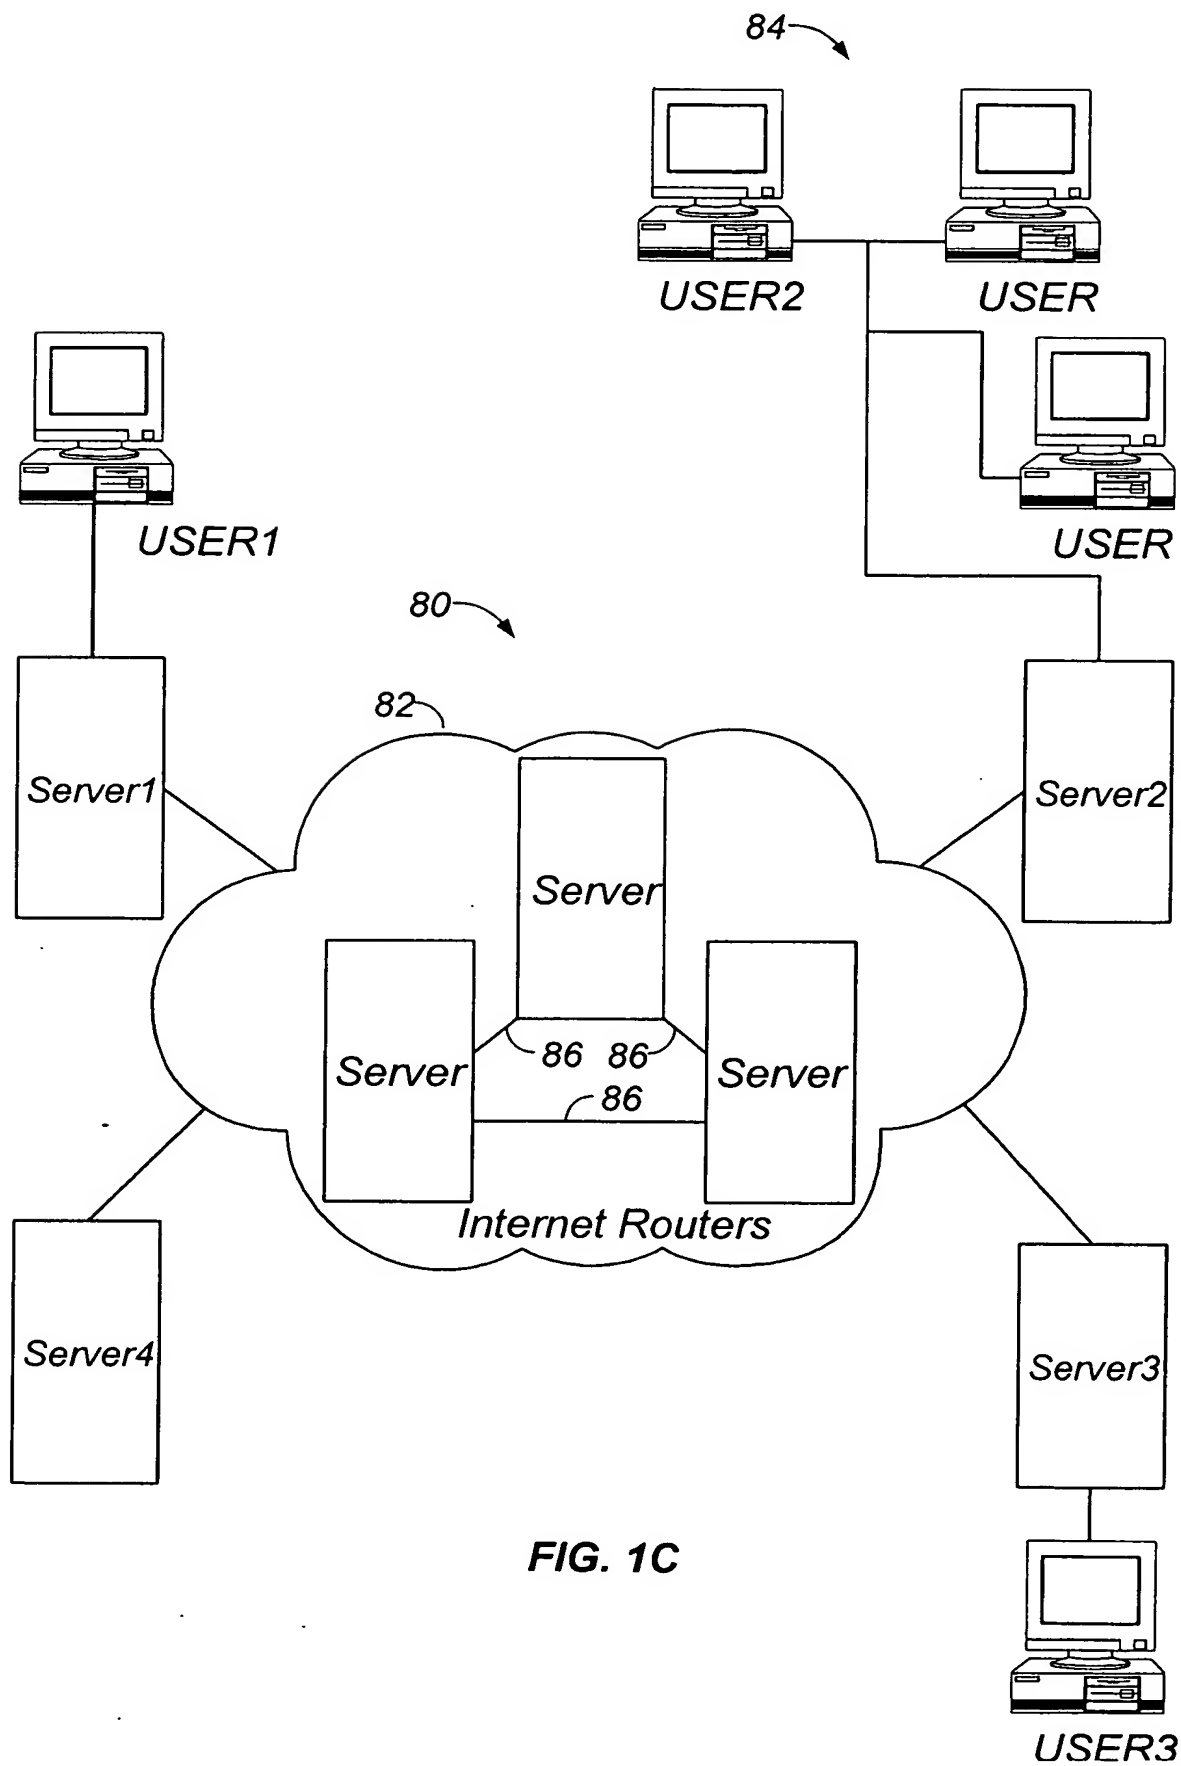 84
USER2
USER
USER1
USER
80
82
Server1
Server2
Server
Server
Server
86
86
86
Internet Routers
Server4
Server3
FIG. 1C
USER3